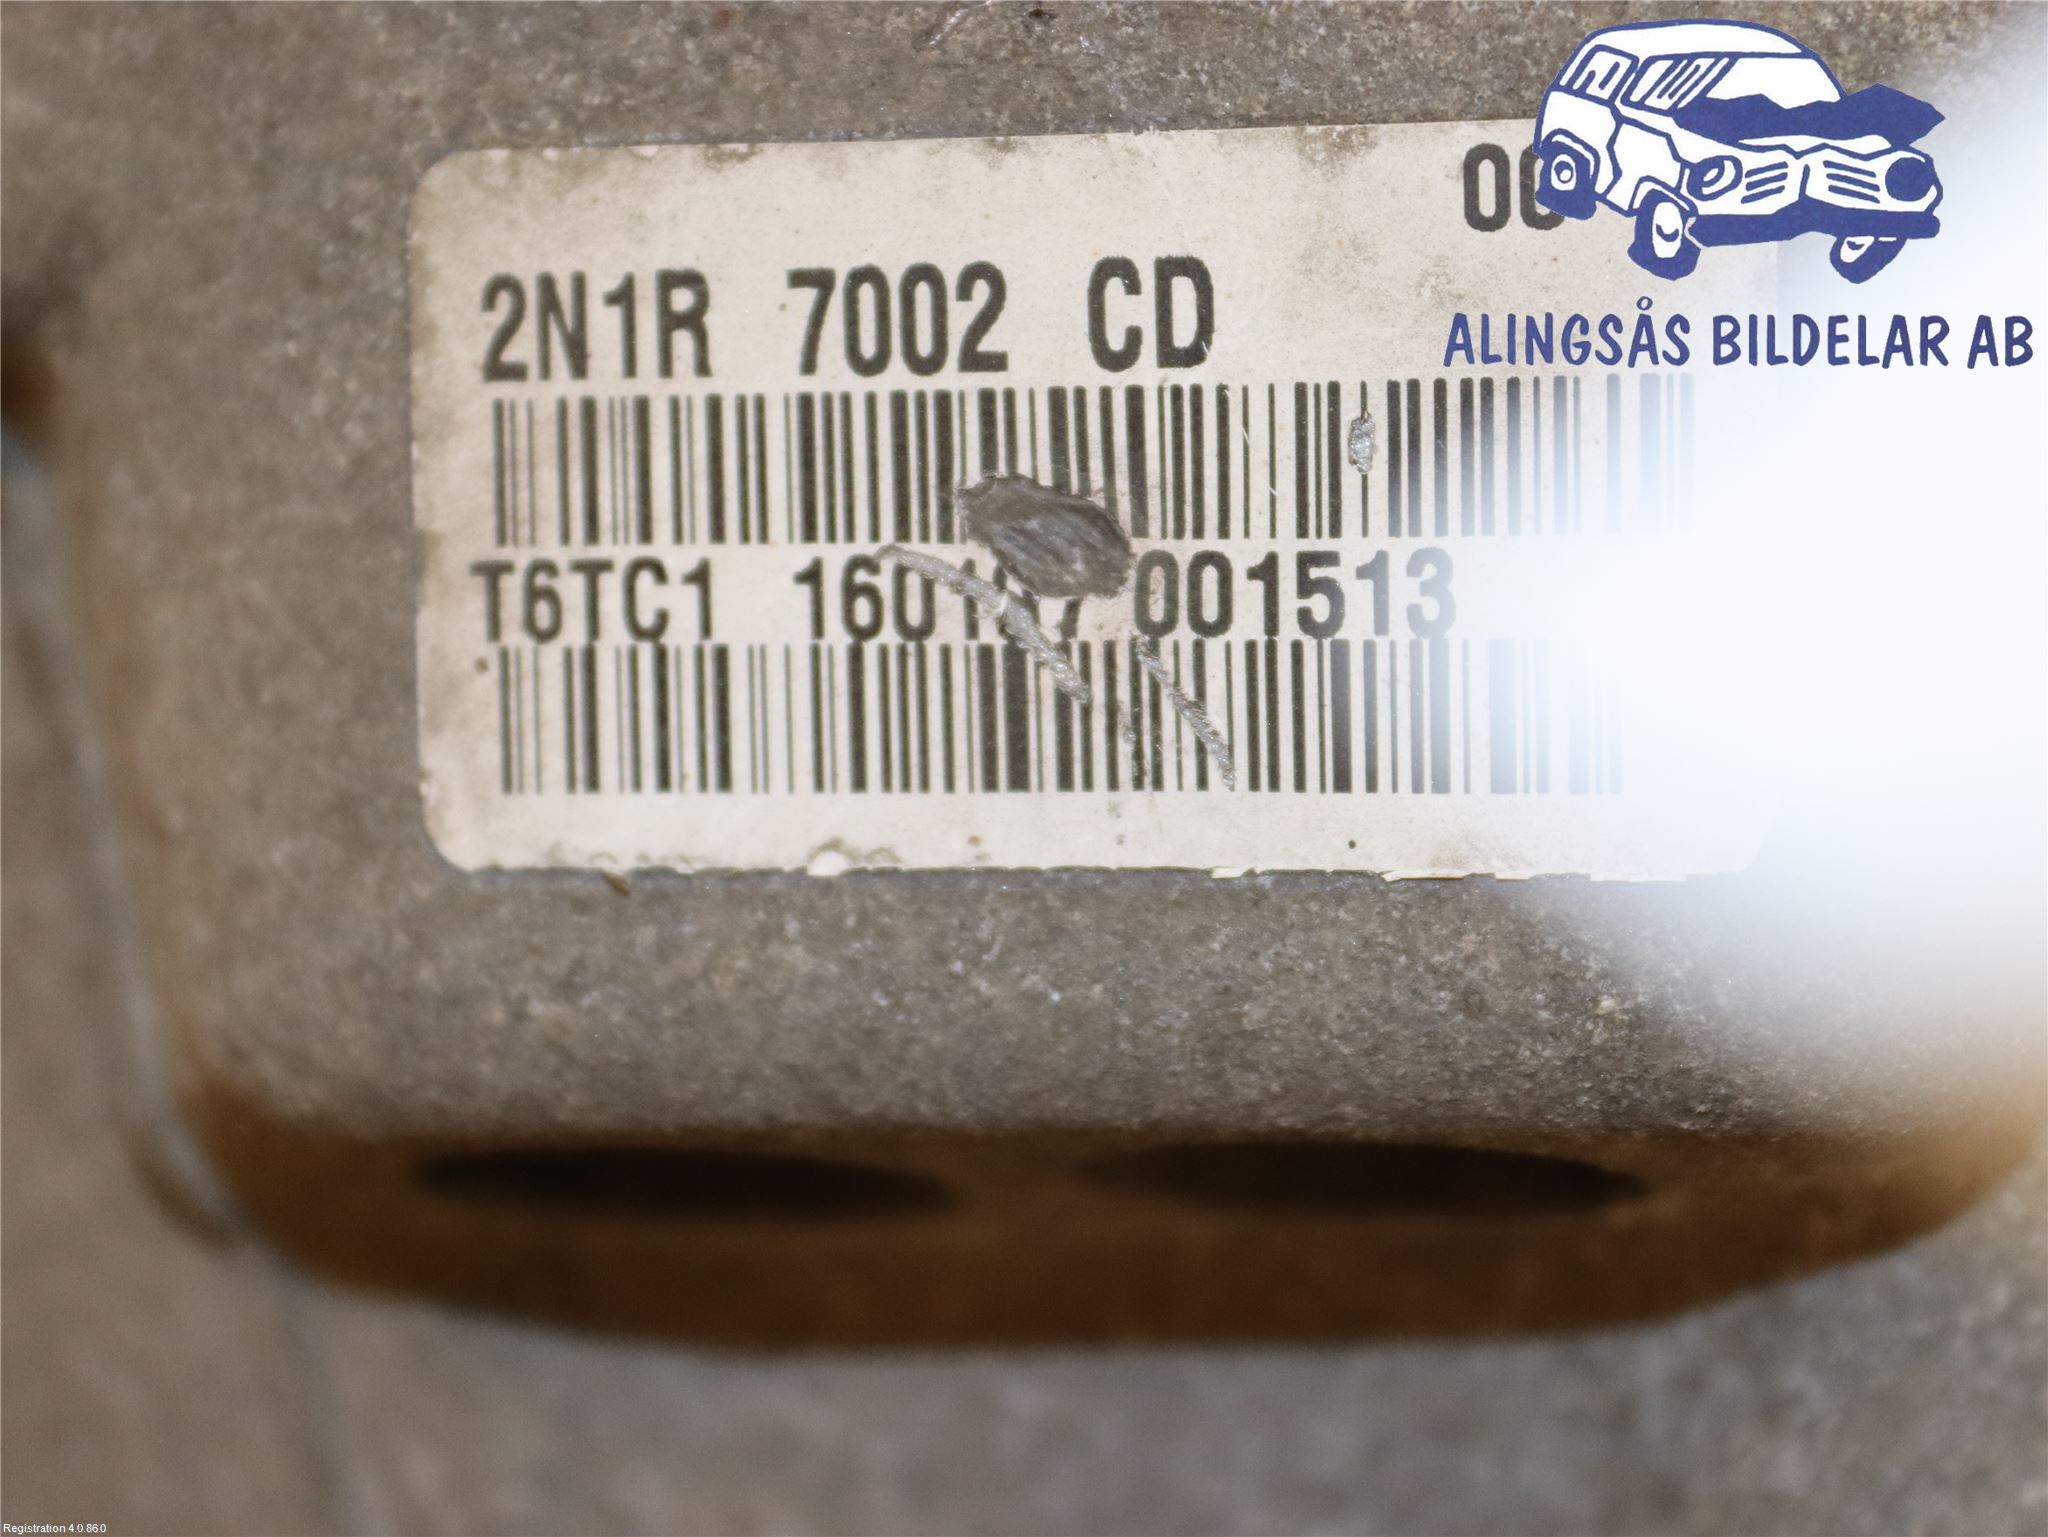 2N1R 7002 CD
ALINGSÅS BILDELAR AB
T6TC1 001513
Registration 4.0.86.0